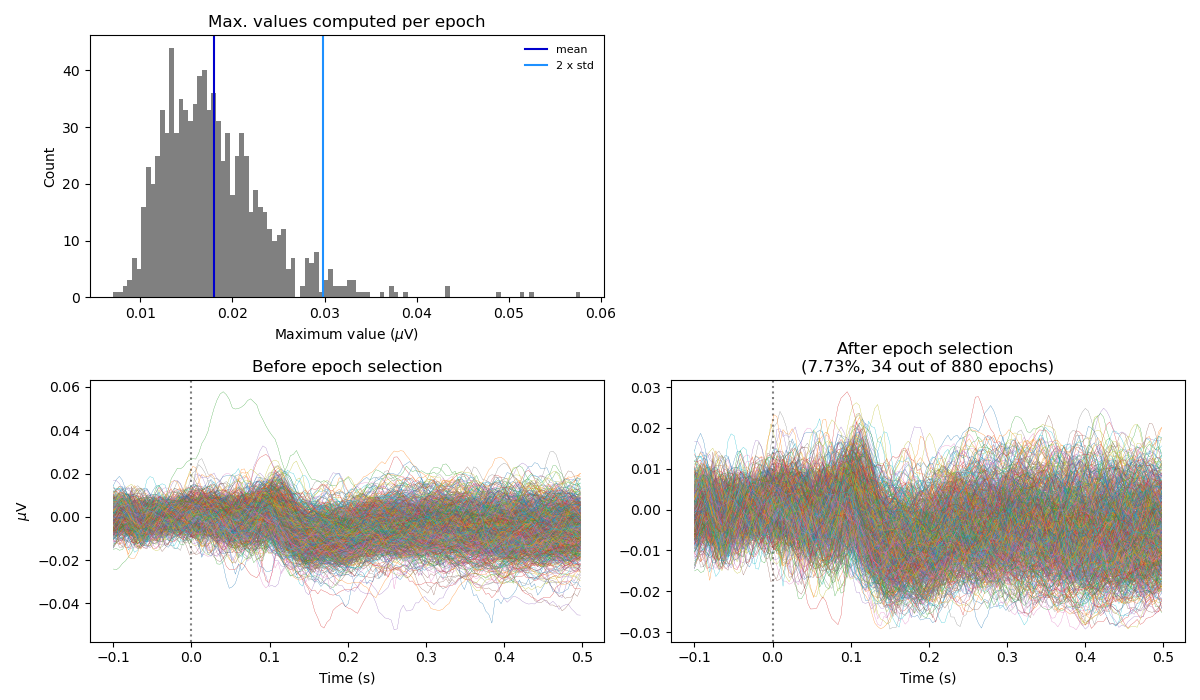 Max. values computed per epoch
mean
2 x std
40
30
20
10
0
Count
0.01 0.02 0.03 0.04 0.05 0.06
Maximum value (μV)
Before epoch selection
0.06
0.04
0.02
0.00
−0.02
−0.04
μV
−0.1 0.0 0.1 0.2 0.3 0.4 0.5
Time (s)
After epoch selection
(7.73%, 34 out of 880 epochs)
0.03
0.02
0.01
0.00
−0.01
−0.02
−0.03
−0.1 0.0 0.1 0.2 0.3 0.4 0.5
Time (s)